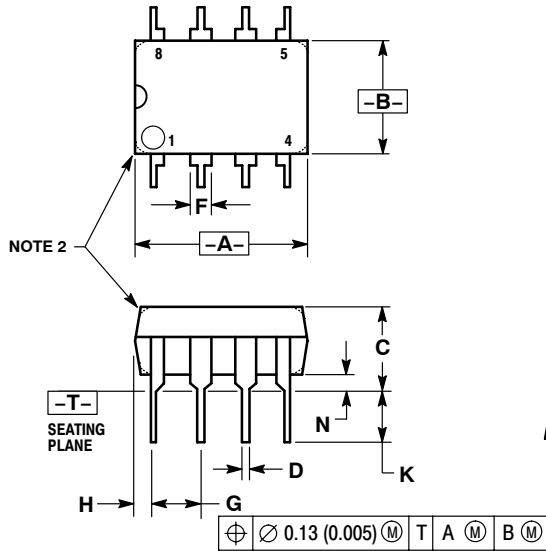 8 5
1 4
-B-
F
-A-
NOTE 2
C
-T-
SEATING
PLANE
N
D
K
H
G
⌖ ∅ 0.13 (0.005) Ⓜ T A Ⓜ B Ⓜ